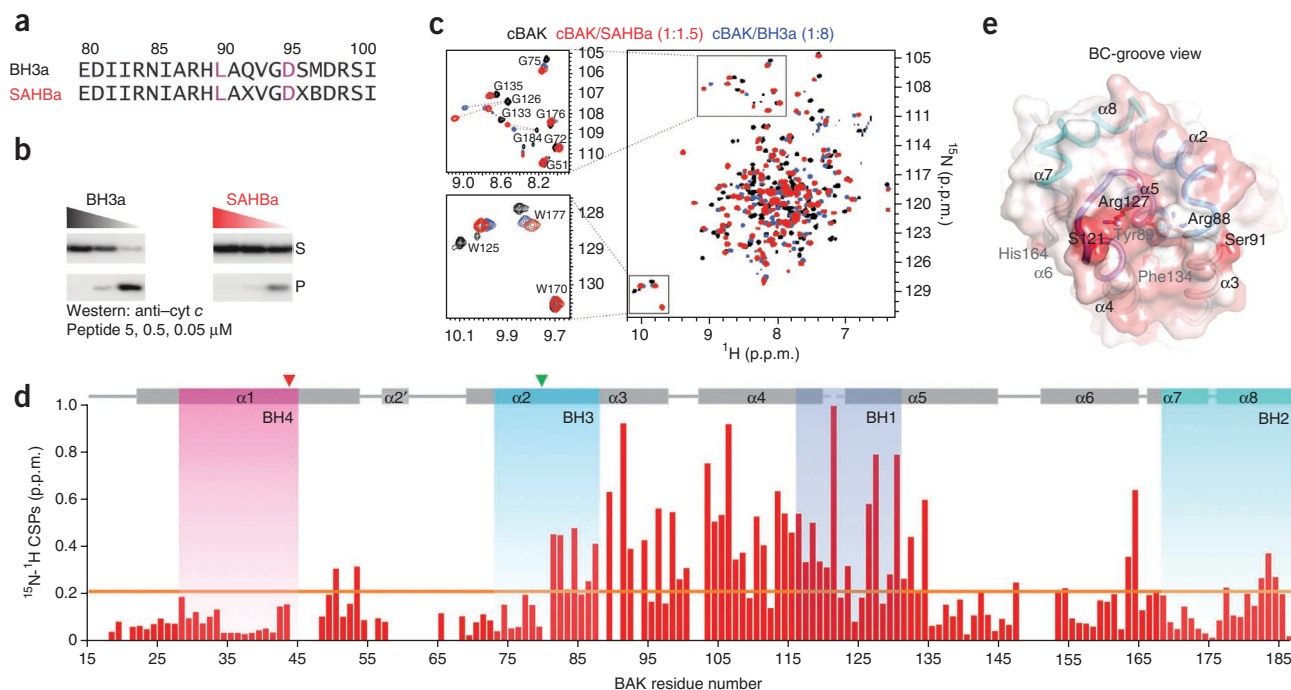 a
80 85 90 95 100
BH3a EDIIRNIARHLAQVGDSMDRSI
SAHBa EDIIRNIARHLAXVGDXBDRSI
b
BH3a SAHBa
S
P
Western: anti–cyt c
Peptide 5, 0.5, 0.05 μM
c
cBAK cBAK/SAHBa (1:1.5) cBAK/BH3a (1:8)
105
106
107
108
109
110
G75
G135
G126
G133
G176
G184
G72
G51
9.0 8.6 8.2
128
129
130
W177
W125
W170
10.1 9.9 9.7
105
108
111
114
117
120
123
126
129
15N (p.p.m.)
10 9 8 7
1H (p.p.m.)
e
BC-groove view
α8
α2
α7
α5
Arg127
Arg88
S121
Tyr89
Ser91
His164
α6
Phe134
α3
α4
d
α1 α2′ α2 α3 α4 α5 α6 α7 α8
BH4 BH3 BH1 BH2
15N-1H CSPs (p.p.m.)
1.0
0.8
0.6
0.4
0.2
0
15 25 35 45 55 65 75 85 95 105 115 125 135 145 155 165 175 185
BAK residue number